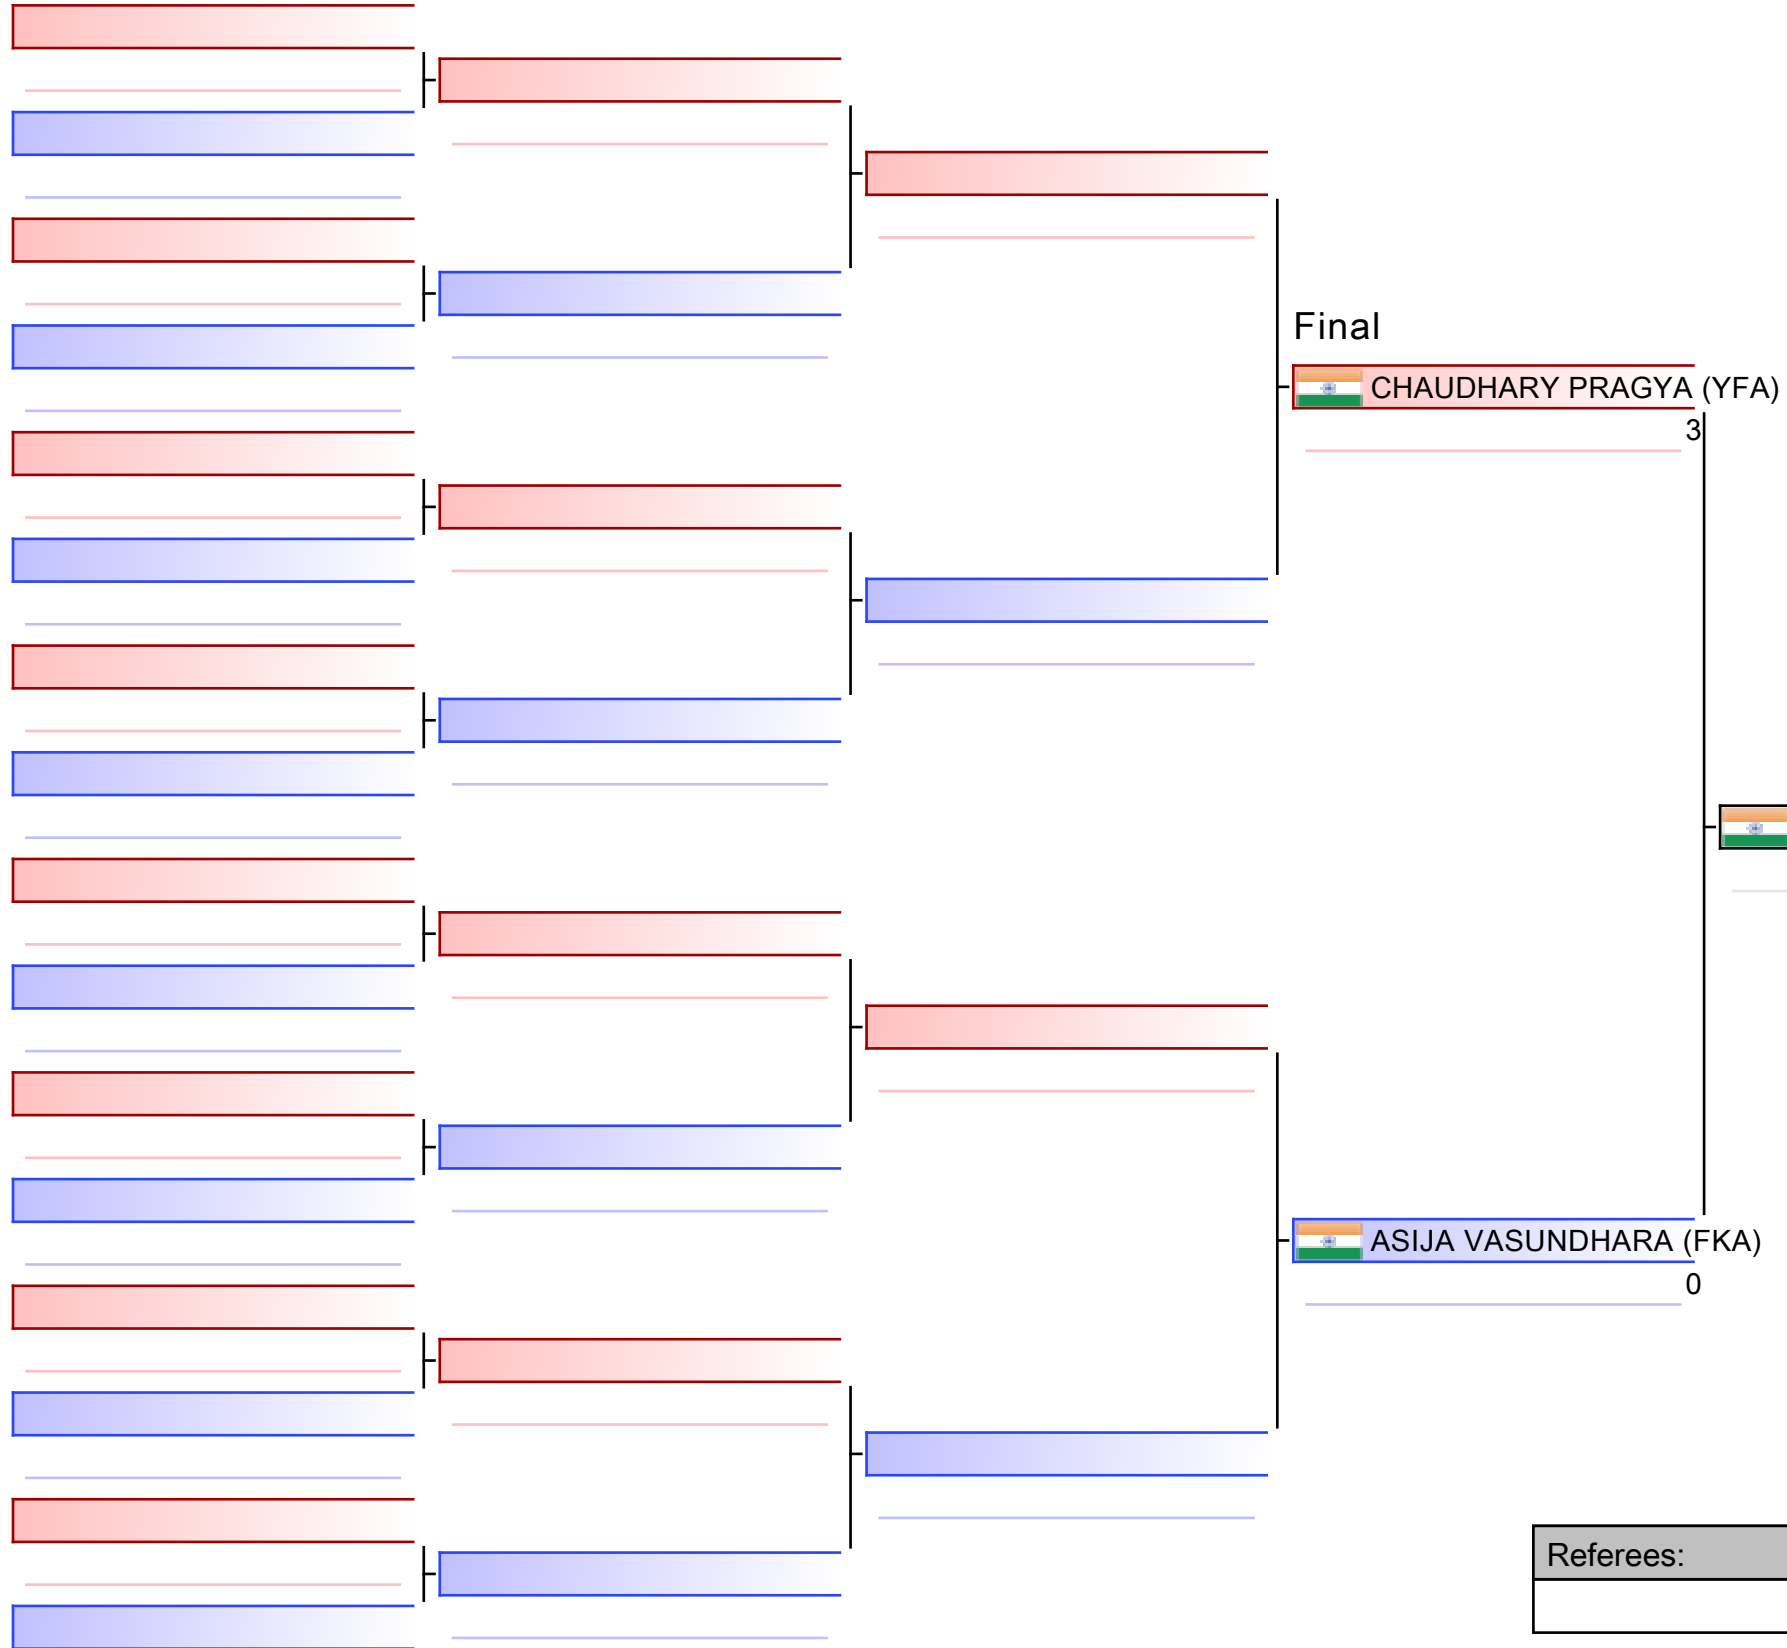 Final
CHAUDHARY PRAGYA (YFA)
3
ASIJA VASUNDHARA (FKA)
0
Referees: